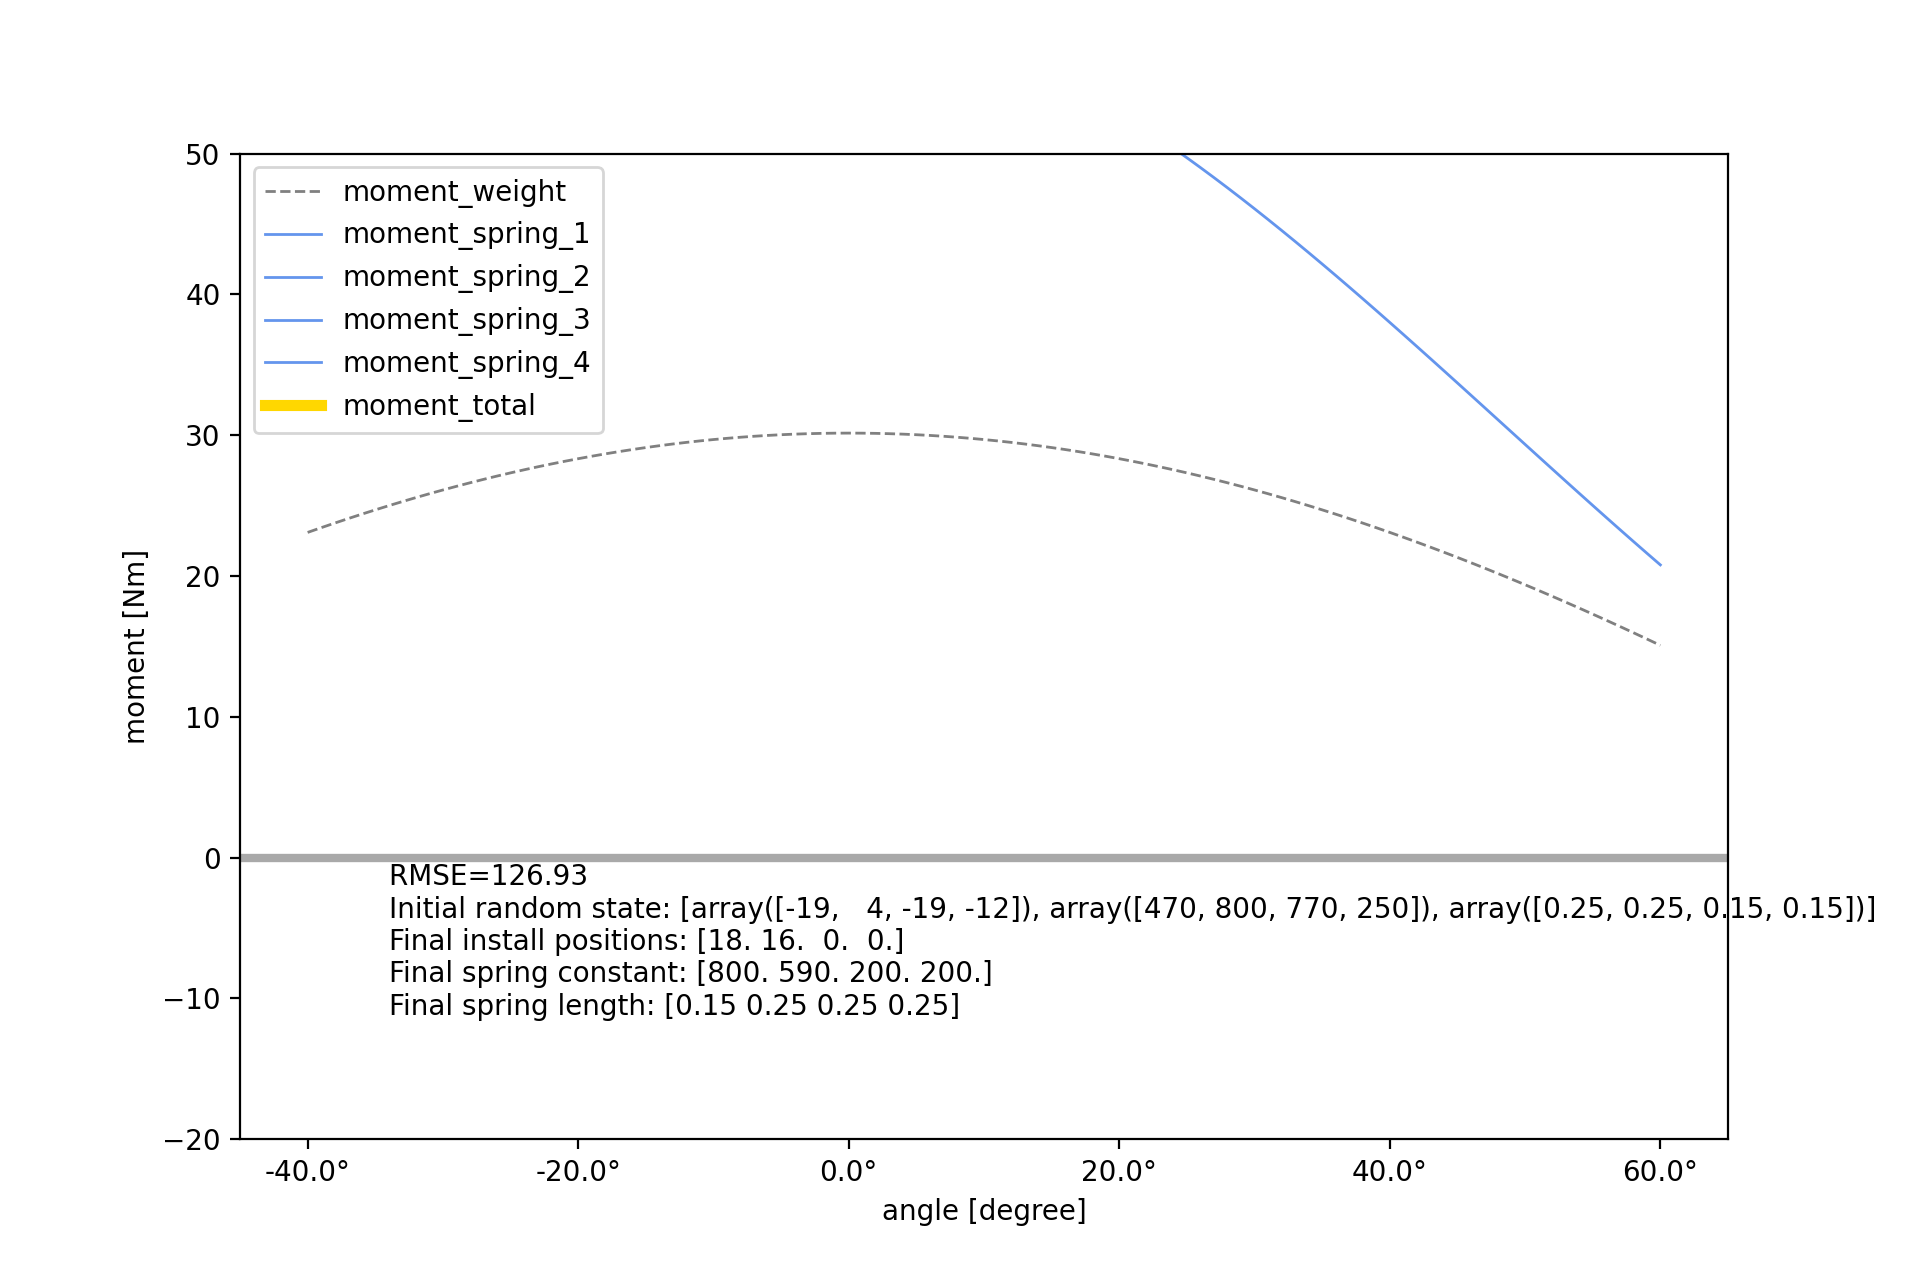 50
40
30
20
10
0
−10
−20
moment [Nm]
moment_weight
moment_spring_1
moment_spring_2
moment_spring_3
moment_spring_4
moment_total
RMSE=126.93
Initial random state: [array([-19,   4, -19, -12]), array([470, 800, 770, 250]), array([0.25, 0.25, 0.15, 0.15])]
Final install positions: [18. 16.  0.  0.]
Final spring constant: [800. 590. 200. 200.]
Final spring length: [0.15 0.25 0.25 0.25]
-40.0° -20.0° 0.0° 20.0° 40.0° 60.0°
angle [degree]